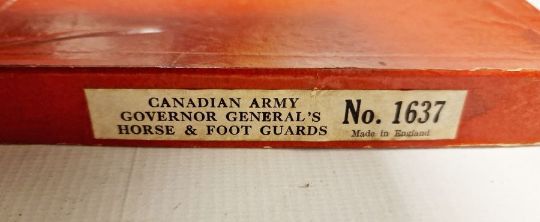 CANADIAN ARMY
GOVERNOR GENERAL'S
HORSE & FOOT GUARDS
No. 1637
Made in England